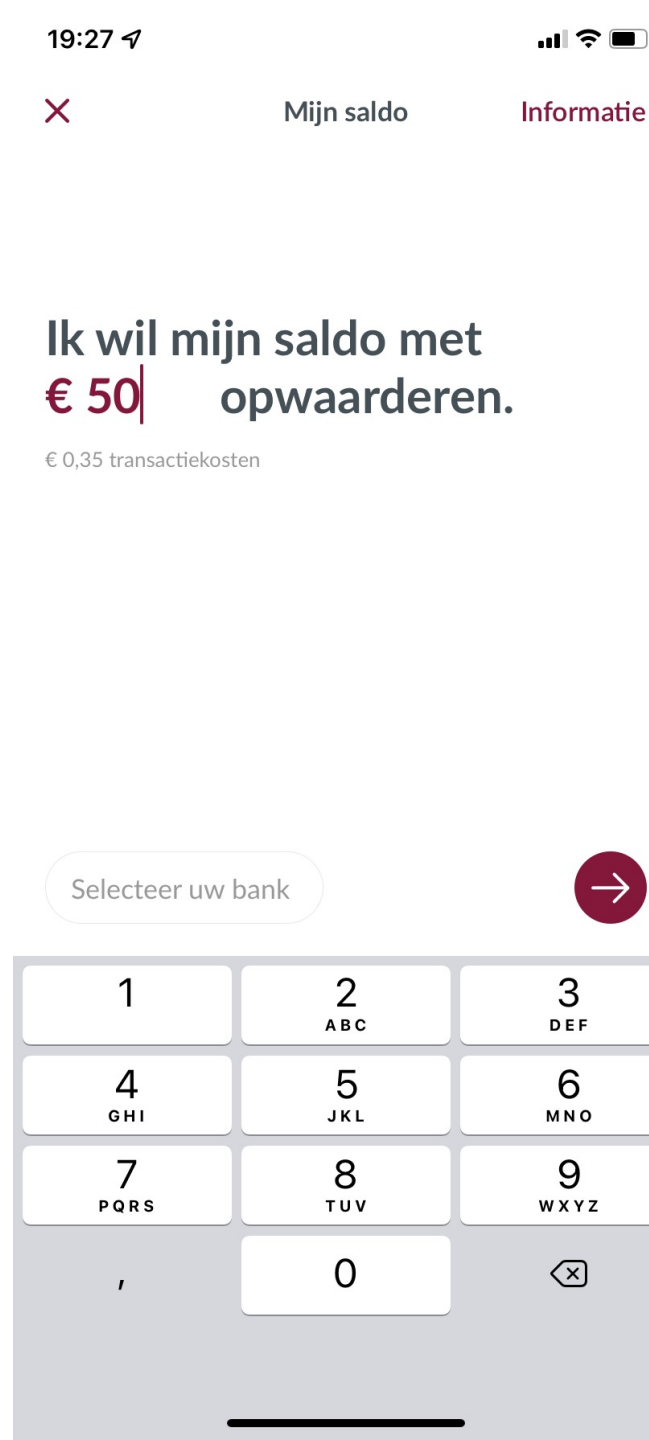 19:27
Mijn saldo
Informatie
Ik wil mijn saldo met
€ 50 opwaarderen.
€ 0,35 transactiekosten
Selecteer uw bank
1
2
3
ABC
DEF
4
5
6
GHI
JKL
MNO
7
8
9
PQRS
TUV
WXYZ
,
0